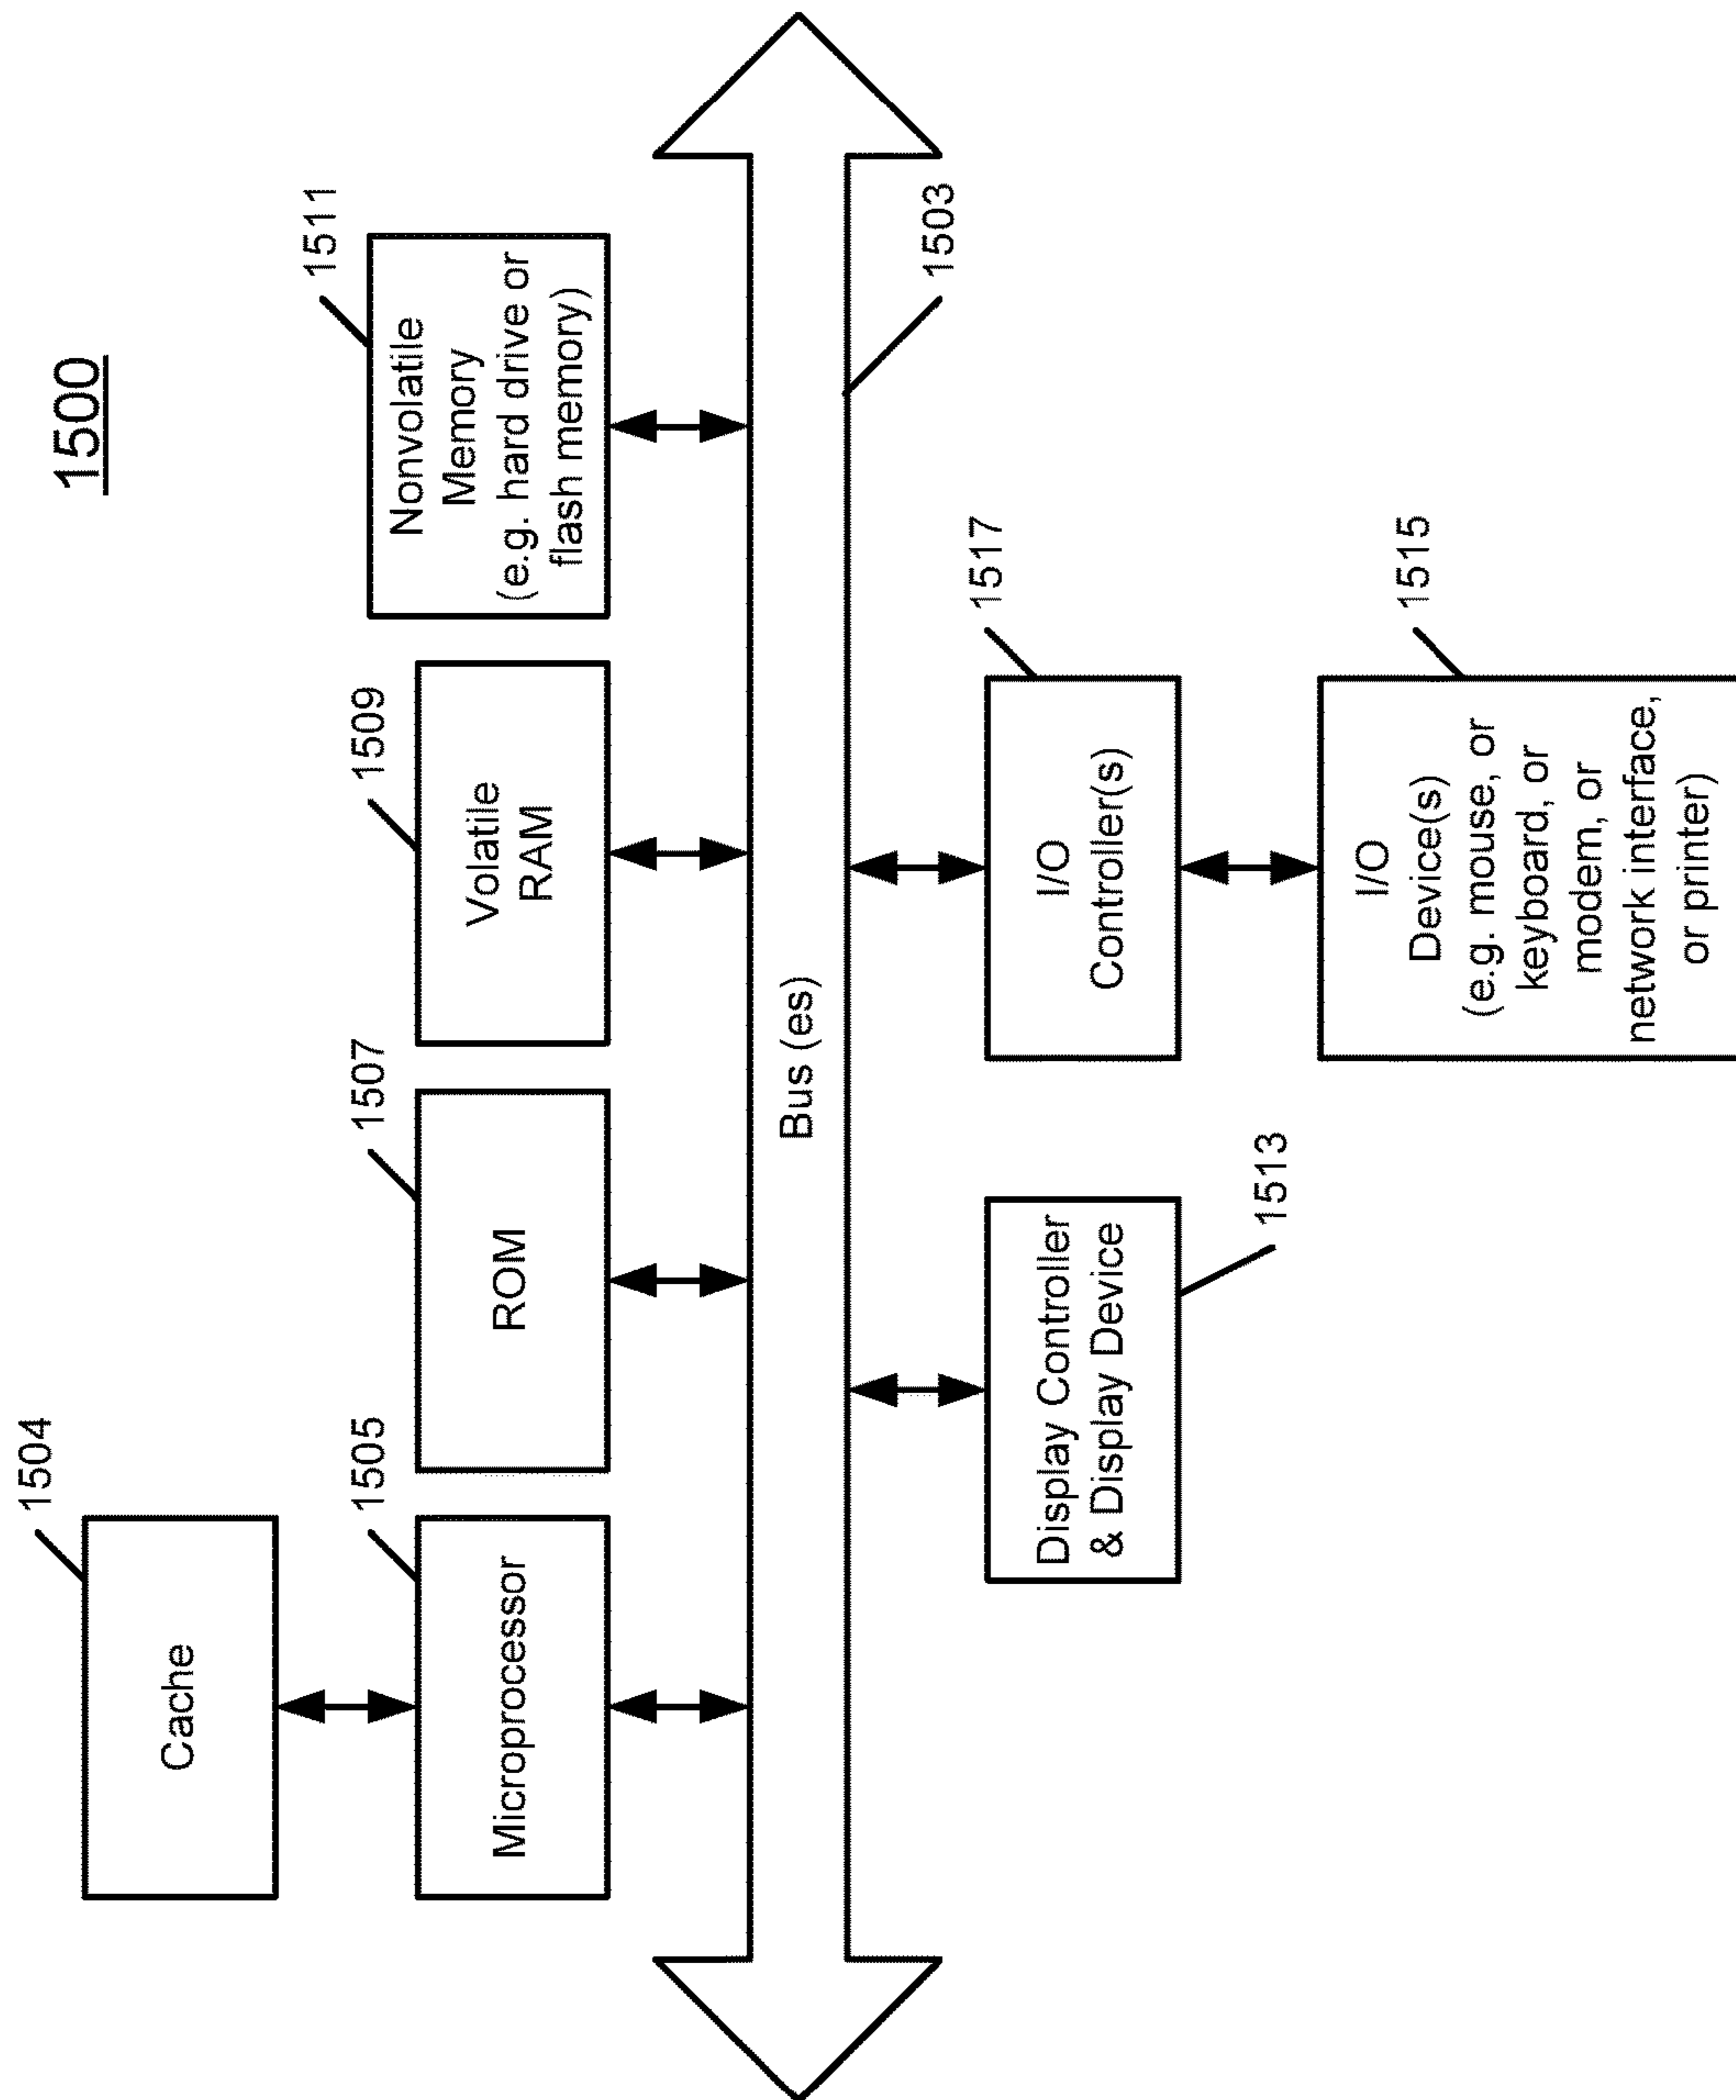 1500
1504
Cache
1505
Microprocessor
1507
ROM
1509
Volatile
RAM
1511
Nonvolatile
Memory
(e.g. hard drive or
flash memory)
Bus (es)
1503
Display Controller
& Display Device
1513
I/O
Controller(s)
1517
I/O
Device(s)
(e.g. mouse, or
keyboard, or
modem, or
network interface,
or printer)
1515